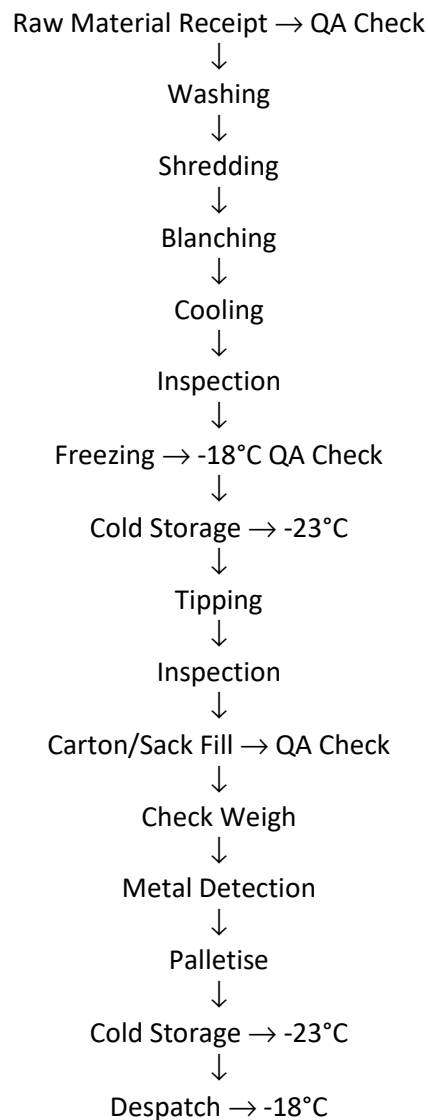 Raw Material Receipt → QA Check
↓
Washing
↓
Shredding
↓
Blanching
↓
Cooling
↓
Inspection
↓
Freezing → -18°C QA Check
↓
Cold Storage → -23°C
↓
Tipping
↓
Inspection
↓
Carton/Sack Fill → QA Check
↓
Check Weigh
↓
Metal Detection
↓
Palletise
↓
Cold Storage → -23°C
↓
Despatch → -18°C